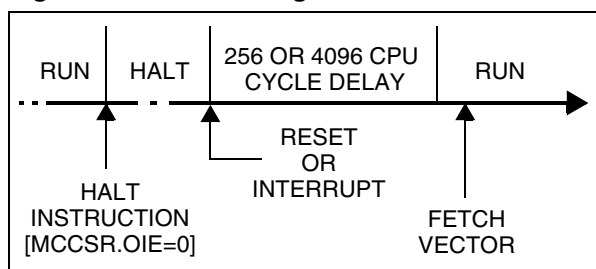 RUN
HALT
256 OR 4096 CPU
CYCLE DELAY
RUN
RESET
OR
INTERRUPT
HALT
INSTRUCTION
[MCCSR.OIE=0]
FETCH
VECTOR